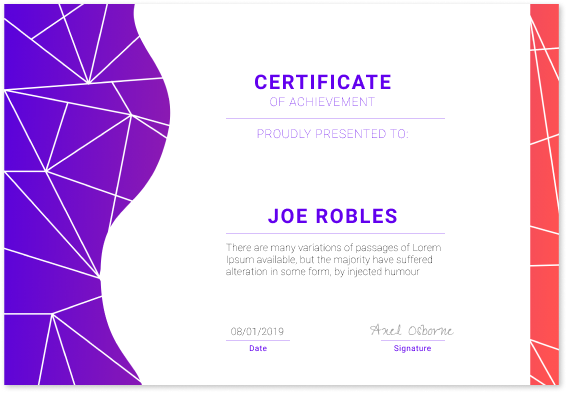 CERTIFICATE
OF ACHIEVEMENT
PROUDLY PRESENTED TO:
JOE ROBLES
There are many variations of passages of Lorem
Ipsum available, but the majority have suffered
alteration in some form, by injected humour
08/01/2019
Axel Osborne
Date
Signature